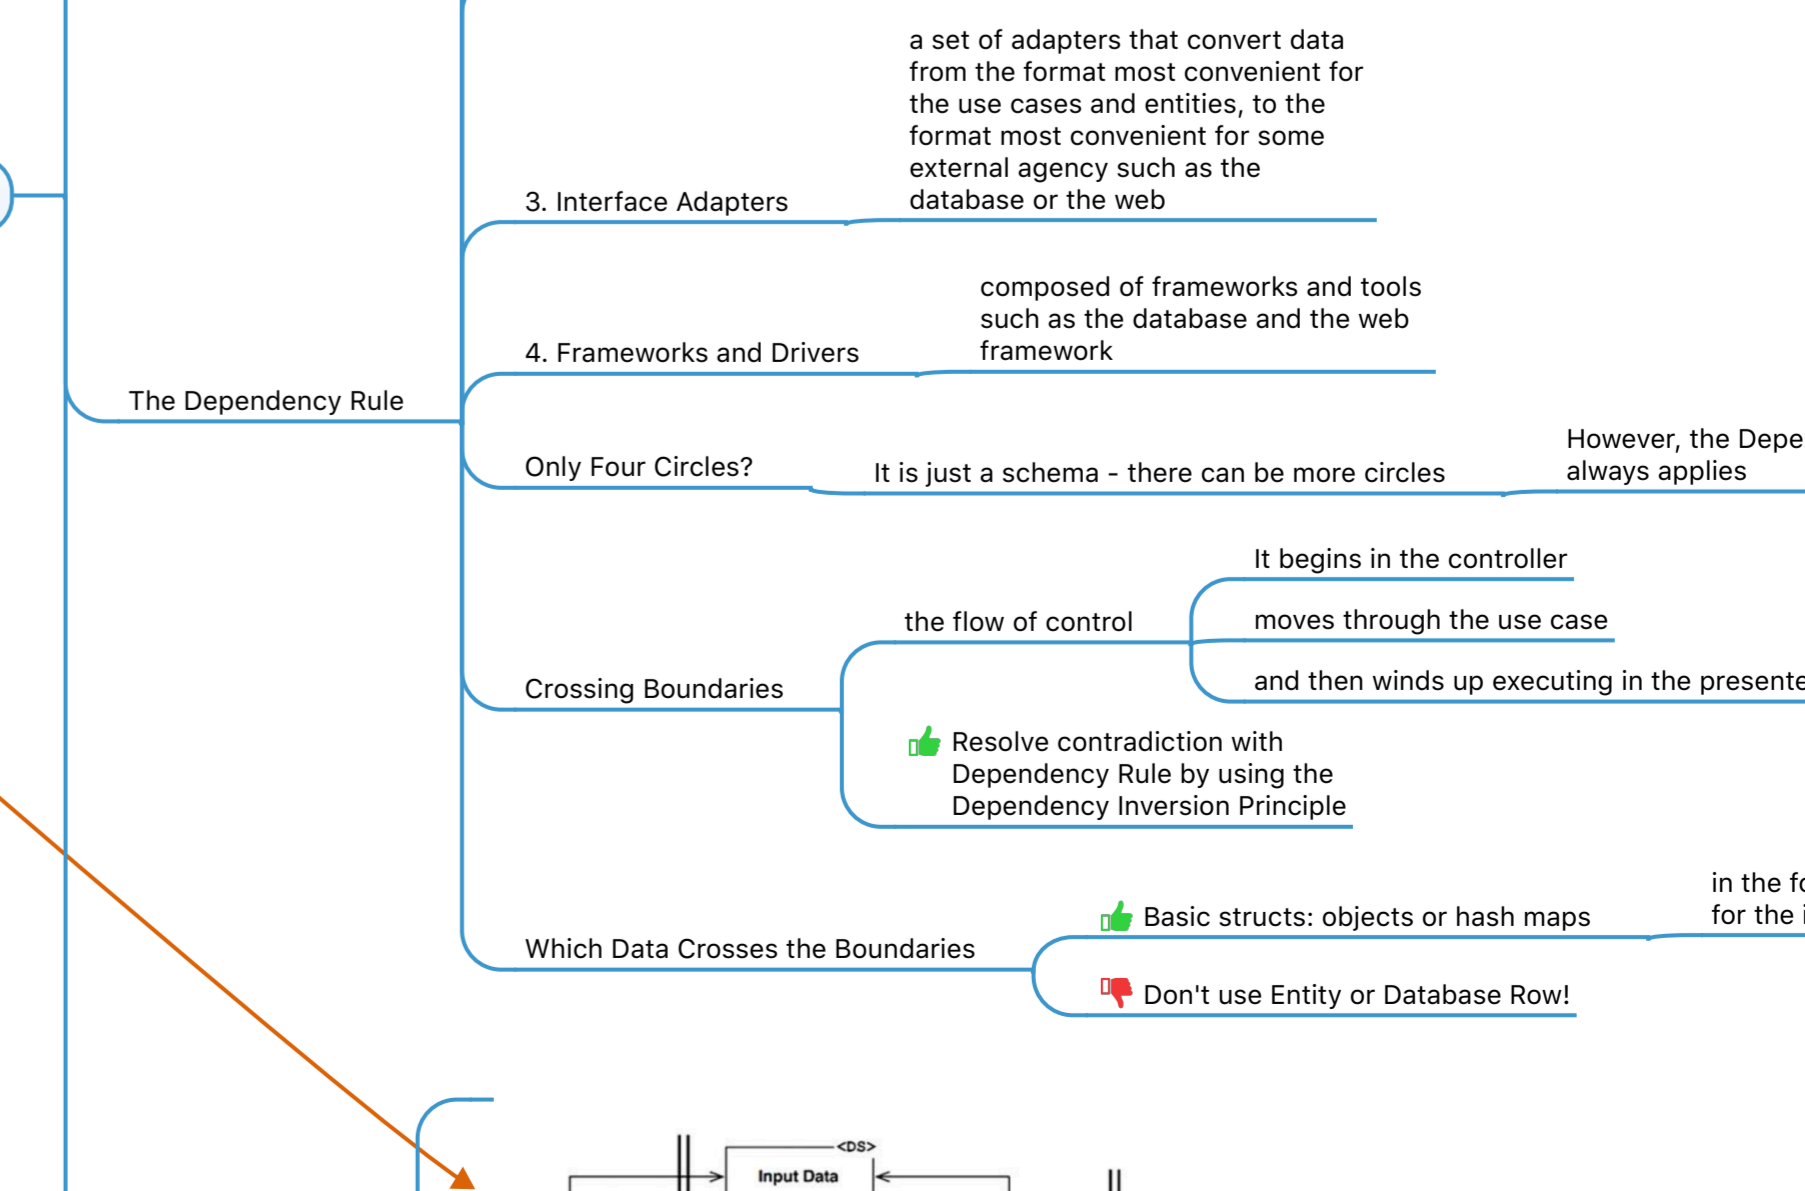 a set of adapters that convert data
from the format most convenient for
the use cases and entities, to the
format most convenient for some
external agency such as the
database or the web
3. Interface Adapters
composed of frameworks and tools
such as the database and the web
framework
4. Frameworks and Drivers
The Dependency Rule
However, the
always applies
Only Four Circles?
It is just a schema - there can be more circles
It begins in the controller
the flow of control
moves through the use case
Crossing Boundaries
and then winds up executing in the
Resolve contradiction with
Dependency Rule by using the
Dependency Inversion Principle
in the
for the
Basic structs: objects or hash maps
Which Data Crosses the Boundaries
Don't use Entity or Database Row!
<DS>
Input Data